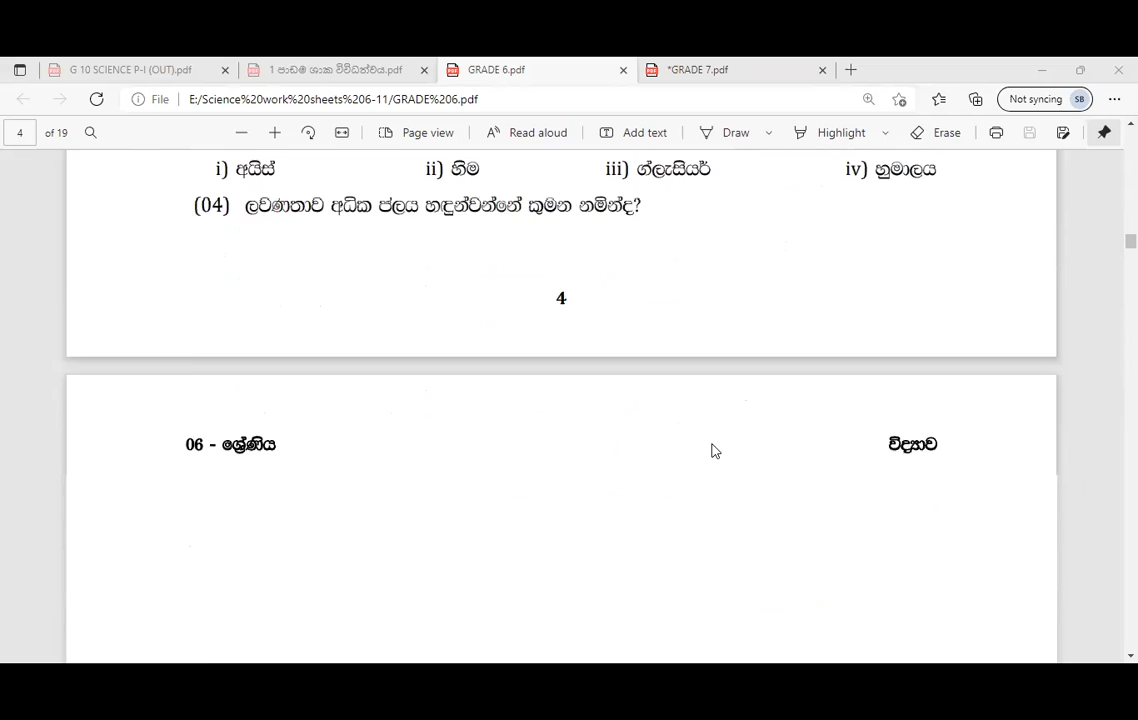 G 10 SCIENCE P-I (OUT).pdf
1 පාඩම ශාක විවිධත්වය.pdf
GRADE 6.pdf
*GRADE 7.pdf
File
E:/Science%20work%20sheets%206-11/GRADE%206.pdf
Not syncing
SB
4 of 19
Page view
Read aloud
Add text
Draw
Highlight
Erase
i) අයිස් ii) හිම iii) ග්ලැසියර් iv) හුමාලය
(04) ලවණතාව අධික ජලය හඳුන්වන්නේ කුමන නමින්ද?
4
06 - ශ්‍රේණිය
විද්‍යාව